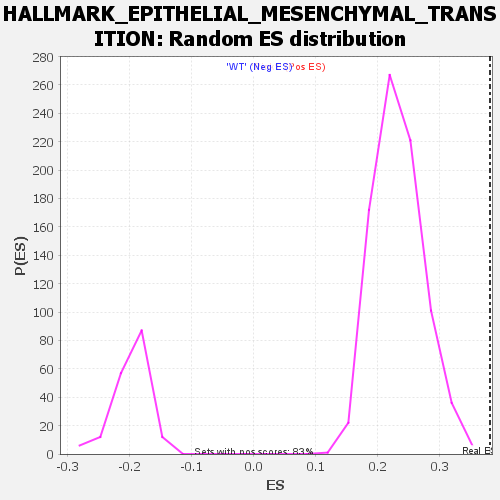 HALLMARK_EPITHELIAL_MESENCHYMAL_TRANS
ITION: Random ES distribution
'WT' (Neg ES)
Pos ES)
280
260
240
220
200
180
160
140
120
100
80
60
40
20
0
P(ES)
Sets with pos scores: 83%
Real ES
-0.3 -0.2 -0.1 0.0 0.1 0.2 0.3
ES